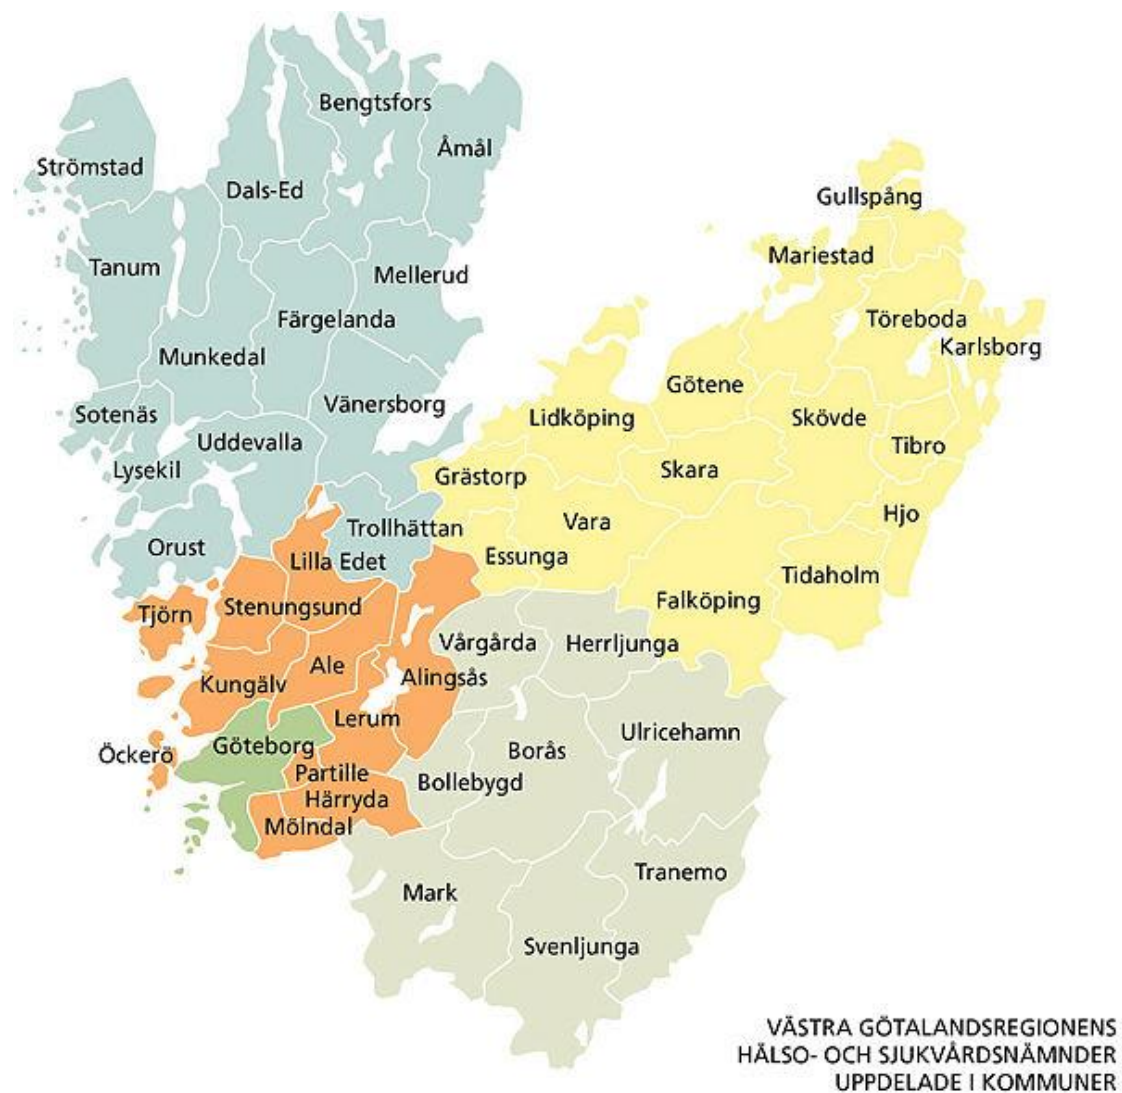 Bengtsfors
Åmål
Strömstad
Dals-Ed
Gullspång
Tanum
Mellerud
Mariestad
Färgelanda
Töreboda
Munkedal
Karlsborg
Götene
Sotenäs
Vänersborg
Lidköping
Skövde
Uddevalla
Tibro
Lysekil
Grästorp
Skara
Hjo
Trollhättan
Vara
Orust
Lilla Edet
Essunga
Tidaholm
Tjörn
Stenungsund
Falköping
Vårgårda
Herrljunga
Ale
Kungälv
Alingsås
Lerum
Ulricehamn
Göteborg
Öckerö
Borås
Partille
Bollebygd
Härryda
Mölndal
Tranemo
Mark
Svenljunga
VÄSTRA GÖTALANDSREGIONENS
HÄLSO- OCH SJUKVÅRDSNÄMNDER
UPPDELADE I KOMMUNER